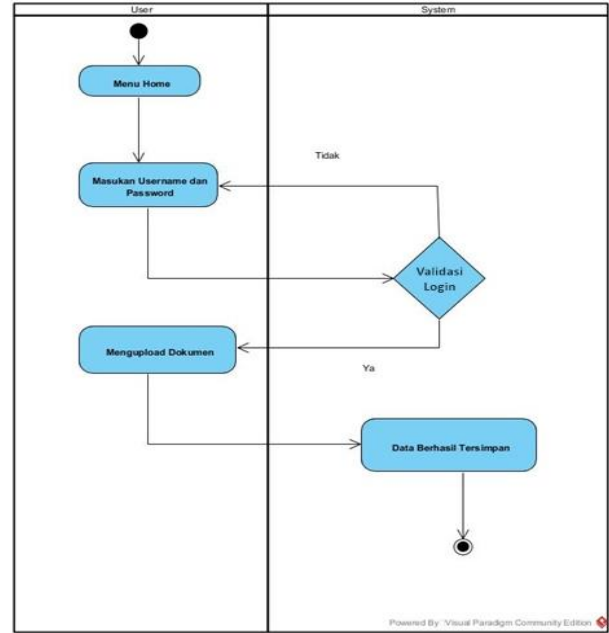 User
System
Menu Home
Tidak
Masukan Username dan
Password
Validasi
Login
Mengupload Dokumen
Ya
Data Berhasil Tersimpan
Powered By Visual Paradigm Community Edition